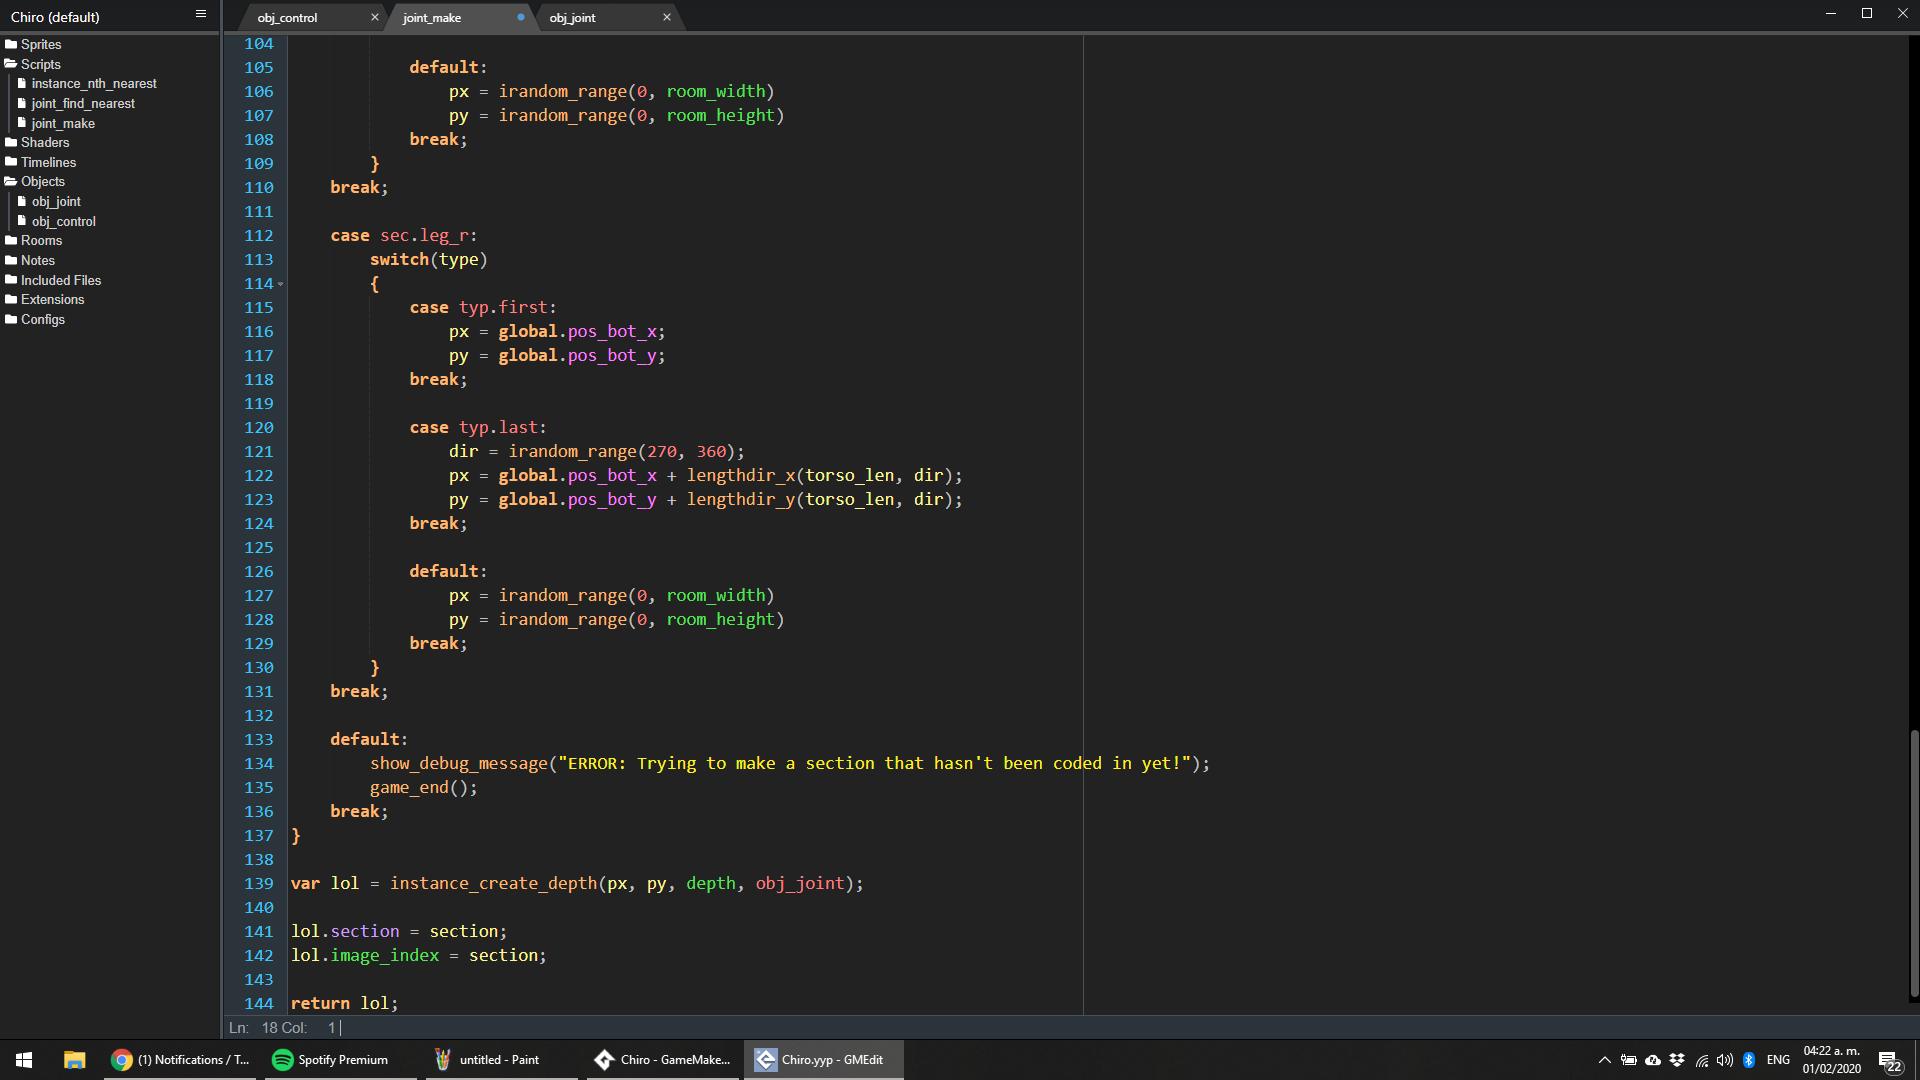 Chiro (default)
obj_control
joint_make
obj_joint
Sprites
Scripts
instance_nth_nearest
joint_find_nearest
joint_make
Shaders
Timelines
Objects
obj_joint
obj_control
Rooms
Notes
Included Files
Extensions
Configs
104
105 default:
106 px = irandom_range(0, room_width)
107 py = irandom_range(0, room_height)
108 break;
109 }
110 break;
111
112 case sec.leg_r:
113 switch(type)
114 {
115 case typ.first:
116 px = global.pos_bot_x;
117 py = global.pos_bot_y;
118 break;
119
120 case typ.last:
121 dir = irandom_range(270, 360);
122 px = global.pos_bot_x + lengthdir_x(torso_len, dir);
123 py = global.pos_bot_y + lengthdir_y(torso_len, dir);
124 break;
125
126 default:
127 px = irandom_range(0, room_width)
128 py = irandom_range(0, room_height)
129 break;
130 }
131 break;
132
133 default:
134 show_debug_message("ERROR: Trying to make a section that hasn't been coded in yet!");
135 game_end();
136 break;
137 }
138
139 var lol = instance_create_depth(px, py, depth, obj_joint);
140
141 lol.section = section;
142 lol.image_index = section;
143
144 return lol;
Ln: 18 Col: 1
(1) Notifications / T...
Spotify Premium
untitled - Paint
Chiro - GameMake...
Chiro.yyp - GMEdit
ENG
04:22 a. m.
01/02/2020
22